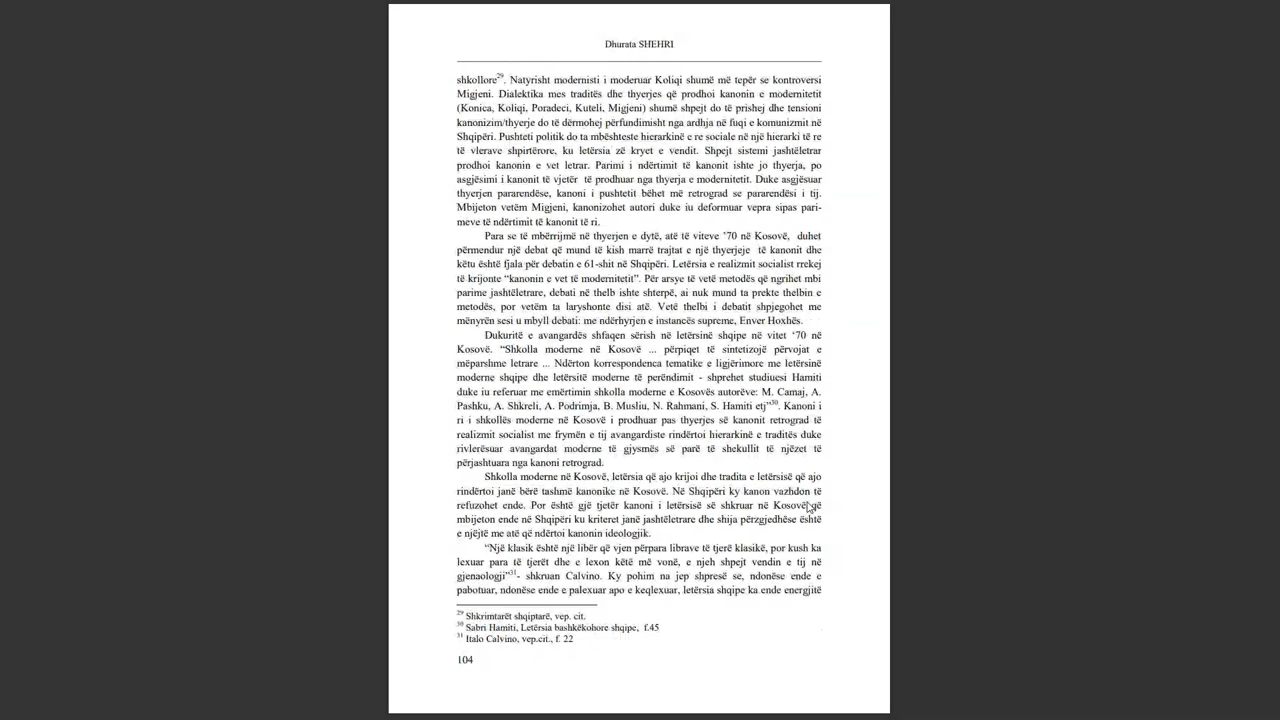 Dhurata SHEHRI
shkollore29. Natyrisht modernisti i moderuar Koliqi shumë më tepër se kontroversi
Migjeni. Dialektika mes traditës dhe thyerjes që prodhoi kanonin e modernitetit
(Konica, Koliqi, Poradeci, Kuteli, Migjeni) shumë shpejt do të prishej dhe tensioni
kanonizim/thyerje do të dërmohej përfundimisht nga ardhja në fuqi e komunizmit në
Shqipëri. Pushteti politik do ta mbështeste hierarkinë e re sociale në një hierarki të re
të vlerave shpirtërore, ku letërsia zë kryet e vendit. Shpejt sistemi jashtëletrar
prodhoi kanonin e vet letrar. Parimi i ndërtimit të kanonit ishte jo thyerja, po
asgjësimi i kanonit të vjetër të prodhuar nga thyerja e modernitetit. Duke asgjësuar
thyerjen pararendëse, kanoni i pushtetit bëhet më retrograd se pararendësi i tij.
Mbijeton vetëm Migjeni, kanonizohet autori duke iu deformuar vepra sipas pari-
meve të ndërtimit të kanonit të ri.
Para se të mbërrijmë në thyerjen e dytë, atë të viteve ’70 në Kosovë, duhet
përmendur një debat që mund të kish marrë trajtat e një thyerjeje të kanonit dhe
këtu është fjala për debatin e 61-shit në Shqipëri. Letërsia e realizmit socialist rrekej
të krijonte “kanonin e vet të modernitetit”. Për arsye të vetë metodës që ngrihet mbi
parime jashtëletrare, debati në thelb ishte shterpë, ai nuk mund ta prekte thelbin e
metodës, por vetëm ta laryshonte disi atë. Vetë thelbi i debatit shpjegohet me
mënyrën sesi u mbyll debati: me ndërhyrjen e instancës supreme, Enver Hoxhës.
Dukuritë e avangardës shfaqen sërish në letërsinë shqipe në vitet ‘70 në
Kosovë. “Shkolla moderne në Kosovë ... përpiqet të sintetizojë përvojat e
mëparshme letrare ... Ndërton korrespondenca tematike e ligjërimore me letërsinë
moderne shqipe dhe letërsitë moderne të perëndimit - shprehet studiuesi Hamiti
duke iu referuar me emërtimin shkolla moderne e Kosovës autorëve: M. Camaj, A.
Pashku, A. Shkreli, A. Podrimja, B. Musliu, N. Rahmani, S. Hamiti etj”30. Kanoni i
ri i shkollës moderne në Kosovë i prodhuar pas thyerjes së kanonit retrograd të
realizmit socialist me frymën e tij avangardiste rindërtoi hierarkinë e traditës duke
rivlerësuar avangardat moderne të gjysmës së parë të shekullit të njëzet të
përjashtuara nga kanoni retrograd.
Shkolla moderne në Kosovë, letërsia që ajo krijoi dhe tradita e letërsisë që ajo
rindërtoi janë bërë tashmë kanonike në Kosovë. Në Shqipëri ky kanon vazhdon të
refuzohet ende. Por është gjë tjetër kanoni i letërsisë së shkruar në Kosovë që
mbijeton ende në Shqipëri ku kriteret janë jashtëletrare dhe shija përzgjedhëse është
e njëjtë me atë që ndërtoi kanonin ideologjik.
“Një klasik është një libër që vjen përpara librave të tjerë klasikë, por kush ka
lexuar para të tjerët dhe e lexon këtë më vonë, e njeh shpejt vendin e tij në
gjenaologji”31- shkruan Calvino. Ky pohim na jep shpresë se, ndonëse ende e
pabotuar, ndonëse ende e palexuar apo e keqlexuar, letërsia shqipe ka ende energjitë
29 Shkrimtarët shqiptarë, vep. cit.
30 Sabri Hamiti, Letërsia bashkëkohore shqipe, f.45
31 Italo Calvino, vep.cit., f. 22
104